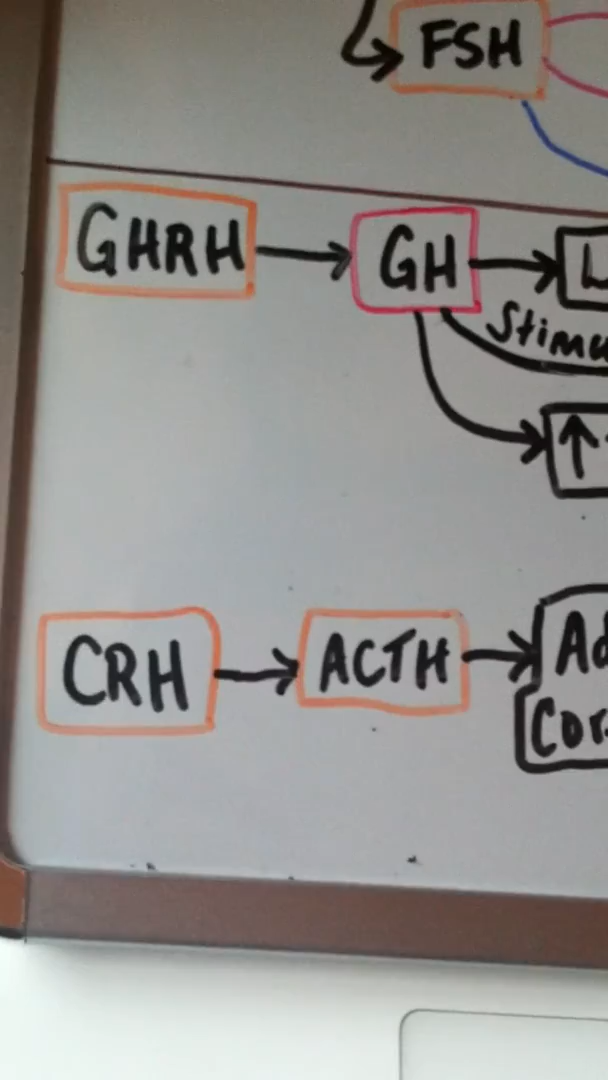 FSH
GHRH → GH →
↑
CRH → ACTH →